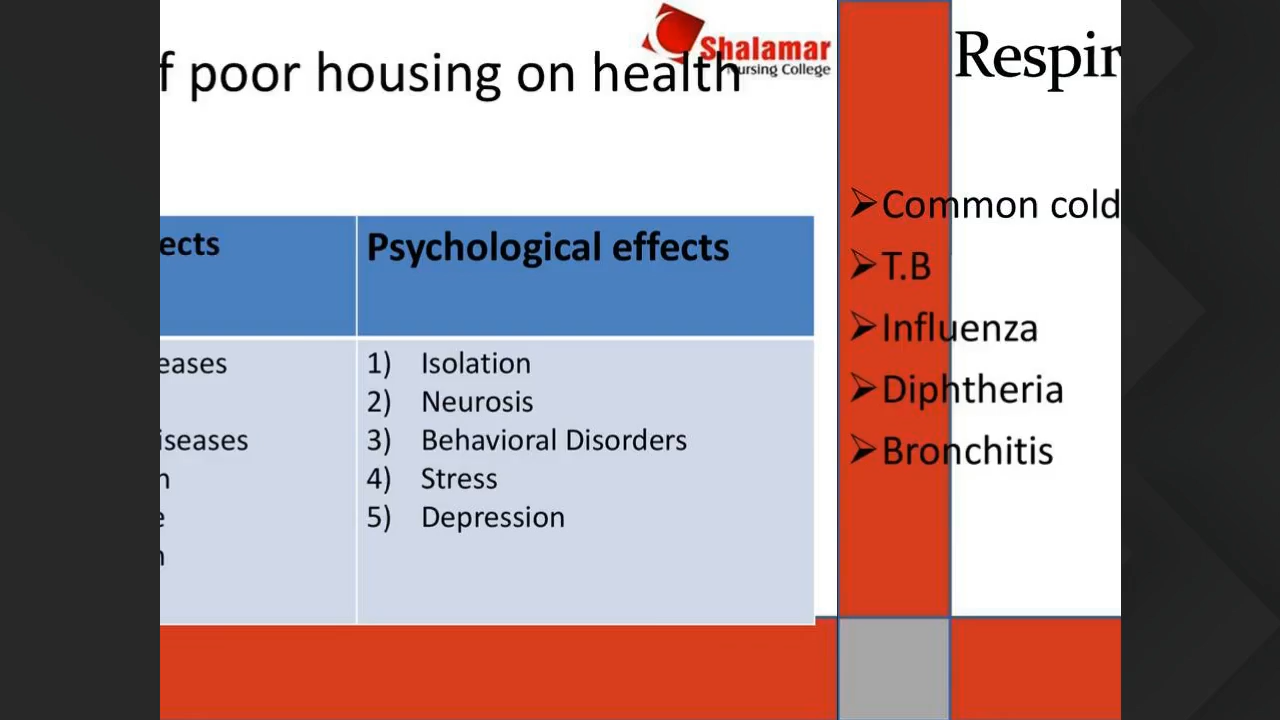 Shalamar
Nursing College
f poor housing on health
ects
eases
iseases
n
e
n
Psychological effects
1) Isolation
2) Neurosis
3) Behavioral Disorders
4) Stress
5) Depression
Respir
➢Common cold
➢T.B
➢Influenza
➢Diphtheria
➢Bronchitis